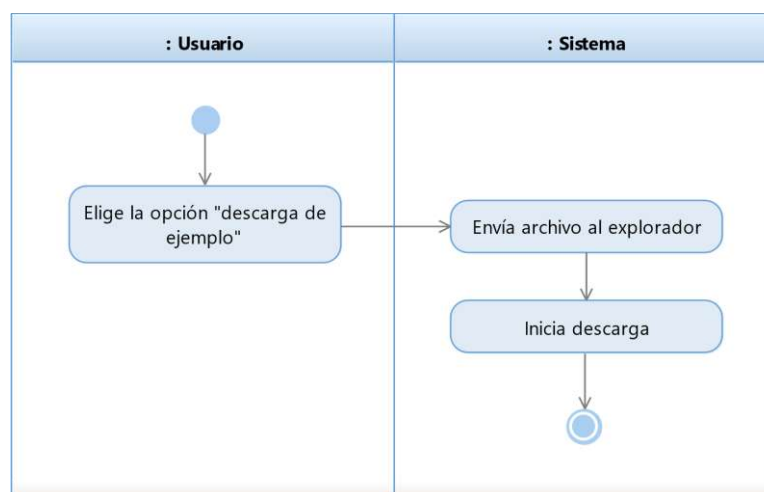 : Usuario
: Sistema
Elige la opción "descarga de
ejemplo"
Envía archivo al explorador
Inicia descarga